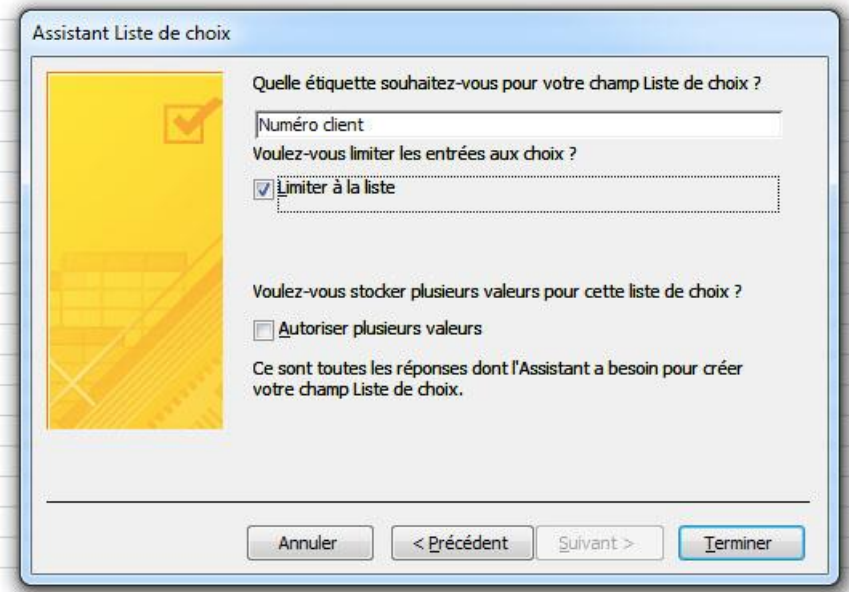 Assistant Liste de choix
Quelle étiquette souhaitez-vous pour votre champ Liste de choix ?
Numéro client
Voulez-vous limiter les entrées aux choix ?
Limiter à la liste
Voulez-vous stocker plusieurs valeurs pour cette liste de choix ?
Autoriser plusieurs valeurs
Ce sont toutes les réponses dont l'Assistant a besoin pour créer
votre champ Liste de choix.
Annuler
< Précédent
Suivant >
Terminer